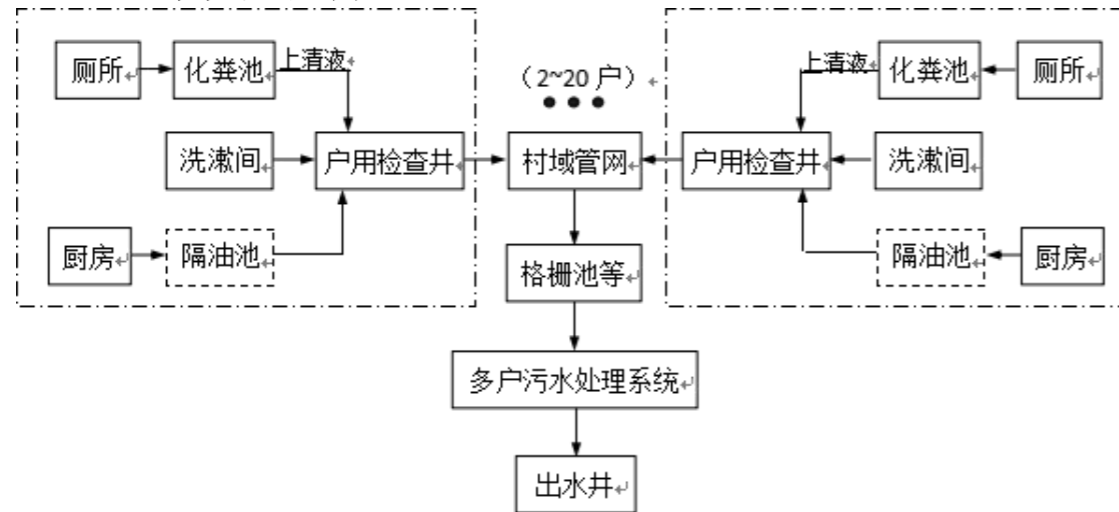 厕所
化粪池
上清液
(2~20 户)
上清液
化粪池
厕所
洗漱间
户用检查井
村域管网
户用检查井
洗漱间
厨房
隔油池
格栅池等
隔油池
厨房
多户污水处理系统
出水井